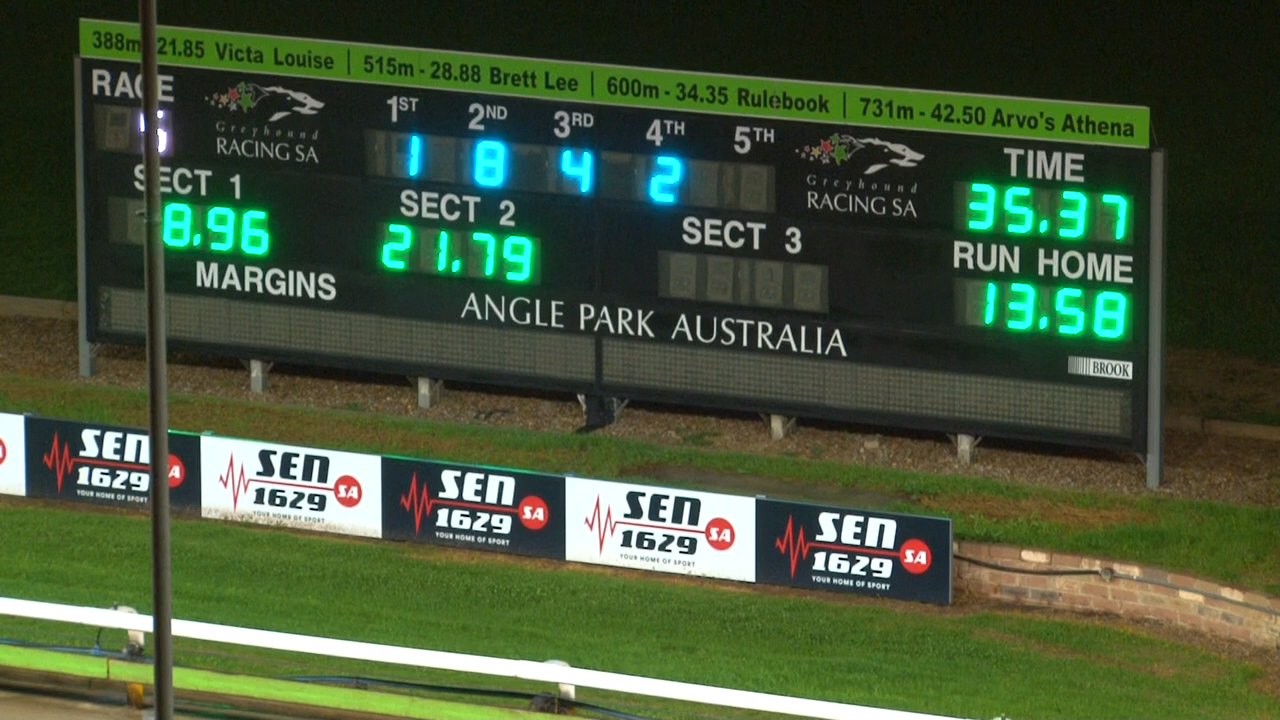 388m 21.85 Victa Louise | 515m - 28.88 Brett Lee | 600m - 34.35 Rulebook | 731m - 42.50 Arvo's Athena
RACE
Greyhound
RACING SA
1ST 2ND 3RD 4TH 5TH
1 8 4 2
Greyhound
RACING SA
TIME
35.37
SECT 1
8.96
SECT 2
21.79
SECT 3
RUN HOME
13.58
MARGINS
ANGLE PARK AUSTRALIA
BROOK
SEN
1629
YOUR HOME OF SPORT
SEN
1629 SA
YOUR HOME OF SPORT
SEN
1629 SA
YOUR HOME OF SPORT
SEN
1629 SA
YOUR HOME OF SPORT
SEN
1629 SA
YOUR HOME OF SPORT